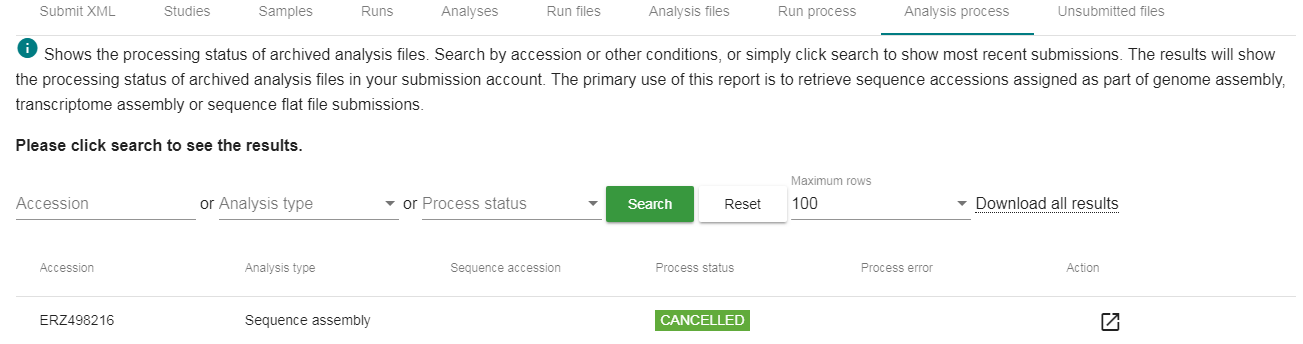 Submit XML Studies Samples Runs Analyses Run files Analysis files Run process Analysis process Unsubmitted files
i Shows the processing status of archived analysis files. Search by accession or other conditions, or simply click search to show most recent submissions. The results will show
the processing status of archived analysis files in your submission account. The primary use of this report is to retrieve sequence accessions assigned as part of genome assembly,
transcriptome assembly or sequence flat file submissions.
Please click search to see the results.
Maximum rows
Accession or Analysis type or Process status Search Reset 100 Download all results
Accession Analysis type Sequence accession Process status Process error Action
ERZ498216 Sequence assembly CANCELLED